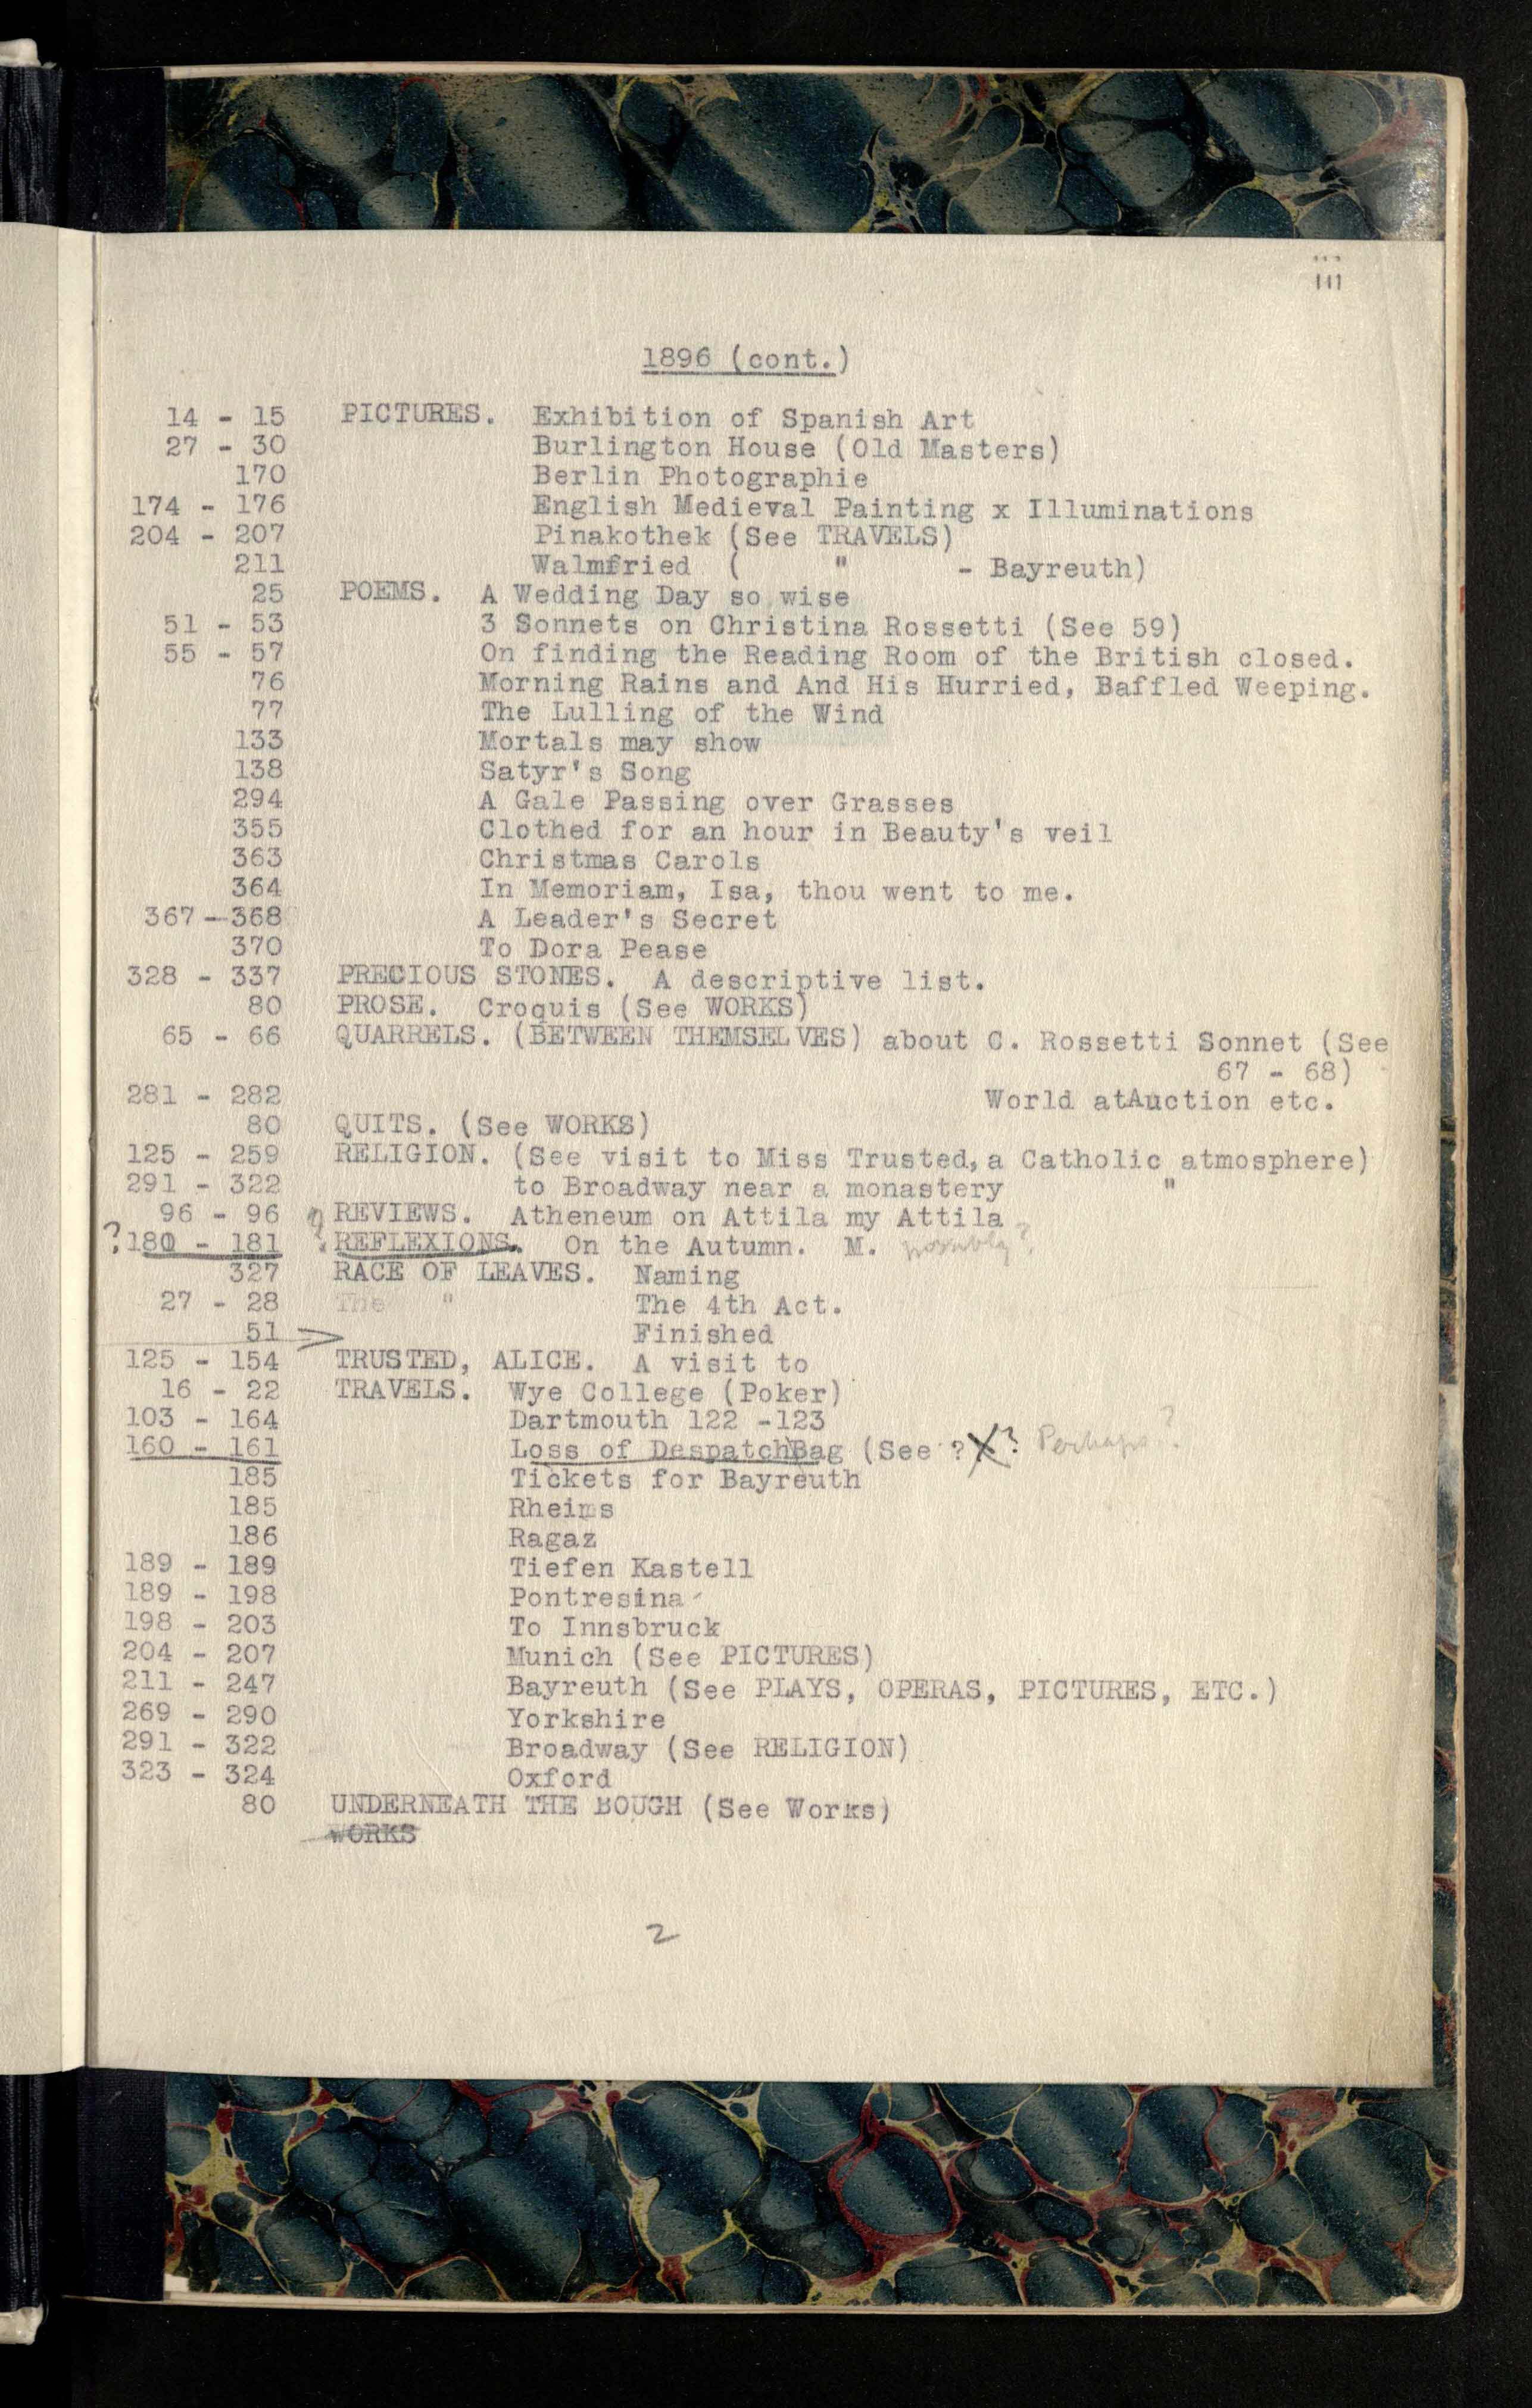 iii
1896 (cont.)
14 - 15 PICTURES. Exhibition of Spanish Art
27 - 30 Burlington House (Old Masters)
170 Berlin Photographie
174 - 176 English Medieval Painting x Illuminations
204 - 207 Pinakothek (See TRAVELS)
211 Walmfried ( " - Bayreuth)
25 POEMS. A Wedding Day so wise
51 - 53 3 Sonnets on Christina Rossetti (See 59)
55 - 57 On finding the Reading Room of the British closed.
76 Morning Rains and And His Hurried, Baffled Weeping.
77 The Lulling of the Wind
133 Mortals may show
138 Satyr's Song
294 A Gale Passing over Grasses
355 Clothed for an hour in Beauty's veil
363 Christmas Carols
364 In Memoriam, Isa, thou went to me.
367-368 A Leader's Secret
370 To Dora Pease
328 - 337 PRECIOUS STONES. A descriptive list.
80 PROSE. Croquis (See WORKS)
65 - 66 QUARRELS. (BETWEEN THEMSELVES) about C. Rossetti Sonnet (See
67 - 68)
281 - 282 World atAuction etc.
80 QUITS. (See WORKS)
125 - 259 RELIGION. (See visit to Miss Trusted, a Catholic atmosphere)
291 - 322 to Broadway near a monastery "
96 - 96 REVIEWS. Atheneum on Attila my Attila
? 180 - 181 ? REFLEXIONS. On the Autumn. M. possibly?
327 RACE OF LEAVES. Naming
27 - 28 The " The 4th Act.
51 Finished
125 - 154 TRUSTED, ALICE. A visit to
16 - 22 TRAVELS. Wye College (Poker)
103 - 164 Dartmouth 122 -123
160 - 161 Loss of DespatchBag (See ? X? Perhaps?
185 Tickets for Bayreuth
185 Rheims
186 Ragaz
189 - 189 Tiefen Kastell
189 - 198 Pontresina
198 - 203 To Innsbruck
204 - 207 Munich (See PICTURES)
211 - 247 Bayreuth (See PLAYS, OPERAS, PICTURES, ETC.)
269 - 290 Yorkshire
291 - 322 Broadway (See RELIGION)
323 - 324 Oxford
80 UNDERNEATH THE BOUGH (See Works)
WORKS
2